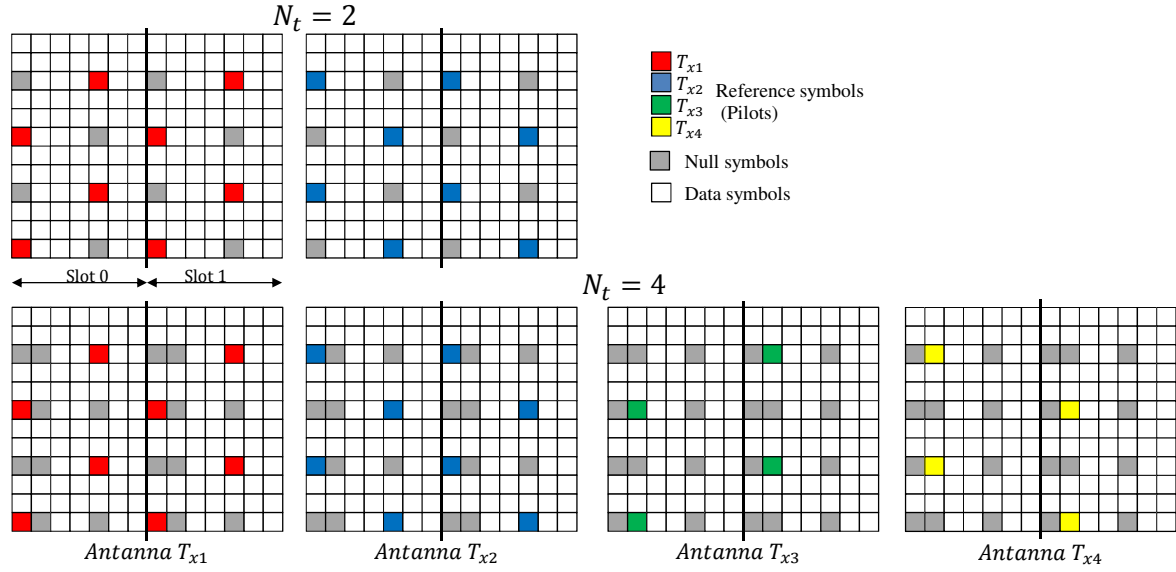 N_t = 2
T_x1
T_x2
T_x3
T_x4
Reference symbols
(Pilots)
Null symbols
Data symbols
Slot 0
Slot 1
N_t = 4
Antanna T_x1
Antanna T_x2
Antanna T_x3
Antanna T_x4